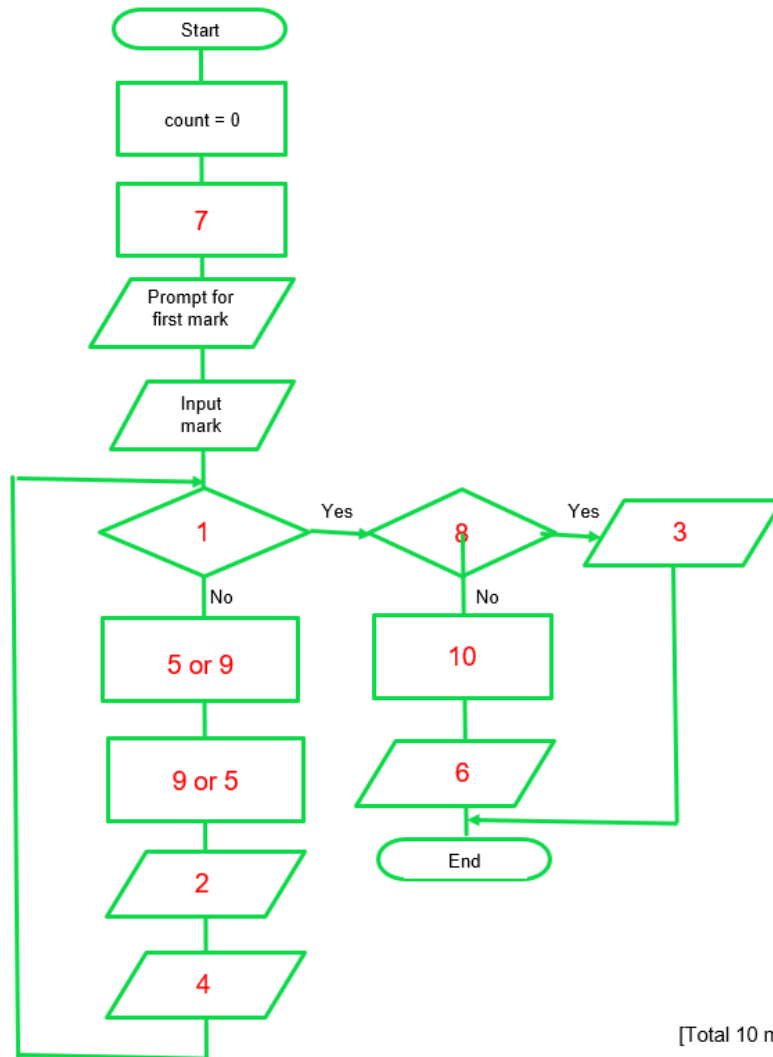 Start
count = 0
7
Prompt for
first mark
Input
mark
1
Yes
8
Yes
3
No
No
5 or 9
10
9 or 5
6
2
End
4
[Total 10 m